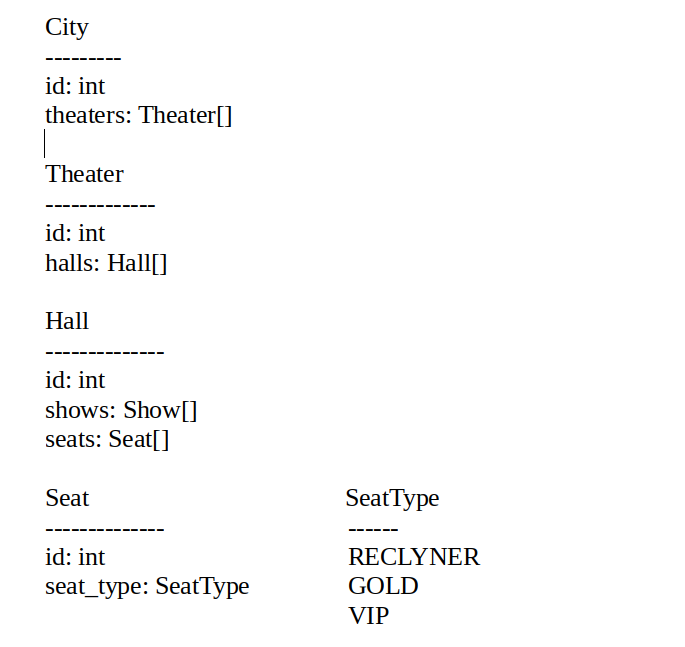 City
---------
id: int
theaters: Theater[]
Theater
-------------
id: int
halls: Hall[]
Hall
--------------
id: int
shows: Show[]
seats: Seat[]
Seat SeatType
-------------- ------
id: int RECLYNER
seat_type: SeatType GOLD
VIP